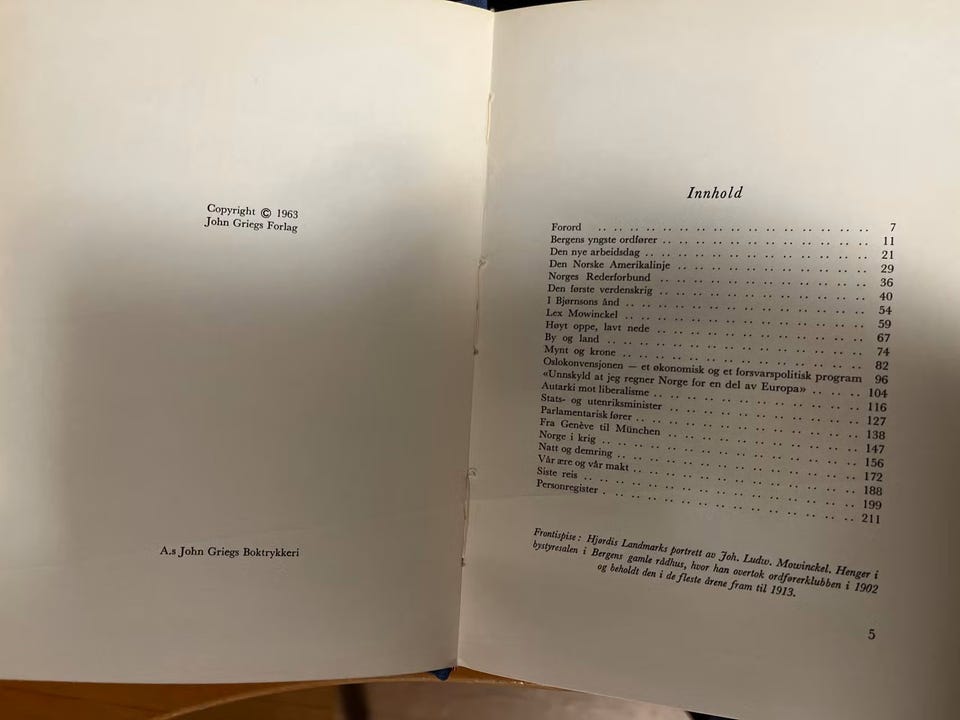 Copyright © 1963
John Griegs Forlag
A.s John Griegs Boktrykkeri
Innhold
Forord .. .. .. .. .. .. .. .. .. .. .. .. .. .. .. 7
Bergens yngste ordfører .. .. .. .. .. .. .. .. .. .. .. 11
Den nye arbeidsdag .. .. .. .. .. .. .. .. .. .. .. .. 21
Den Norske Amerikalinje .. .. .. .. .. .. .. .. .. .. 29
Norges Rederforbund .. .. .. .. .. .. .. .. .. .. .. 36
Den første verdenskrig .. .. .. .. .. .. .. .. .. .. .. 40
I Bjørnsons ånd .. .. .. .. .. .. .. .. .. .. .. .. 54
Lex Mowinckel .. .. .. .. .. .. .. .. .. .. .. .. 59
Høyt oppe, lavt nede .. .. .. .. .. .. .. .. .. .. .. 67
By og land .. .. .. .. .. .. .. .. .. .. .. .. .. 74
Mynt og krone .. .. .. .. .. .. .. .. .. .. .. .. 82
Oslokonvensjonen — et økonomisk og et forsvarspolitisk program 96
«Unnskyld at jeg regner Norge for en del av Europa» .. .. .. 104
Autarki mot liberalisme .. .. .. .. .. .. .. .. .. .. 116
Stats- og utenriksminister .. .. .. .. .. .. .. .. .. .. 127
Parlamentarisk fører .. .. .. .. .. .. .. .. .. .. .. 138
Fra Genève til München .. .. .. .. .. .. .. .. .. .. 147
Norge i krig .. .. .. .. .. .. .. .. .. .. .. .. .. 156
Natt og demring .. .. .. .. .. .. .. .. .. .. .. .. 172
Vår ære og vår makt .. .. .. .. .. .. .. .. .. .. .. 188
Siste reis .. .. .. .. .. .. .. .. .. .. .. .. .. 199
Personregister . .. .. .. .. .. .. .. .. .. .. .. .. 211
Frontispise: Hjørdis Landmarks portrett av Joh. Ludw. Mowinckel. Henger i
bystyresalen i Bergens gamle rådhus, hvor han overtok ordførerklubben i 1902
og beholdt den i de fleste årene fram til 1913.
5